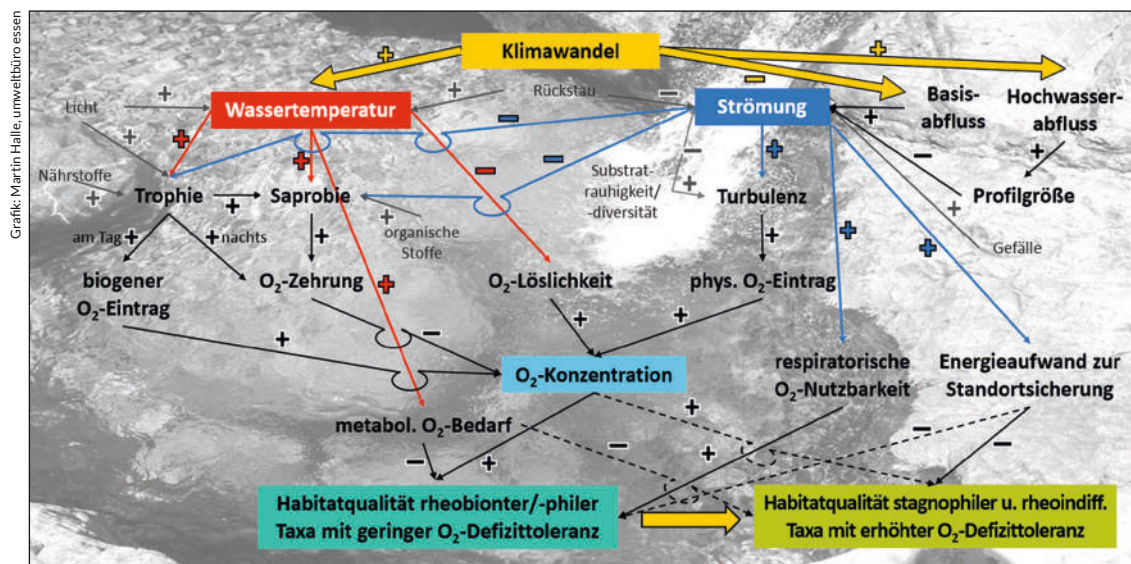 Grafik: Martin Halle, umweltbüro essen
Klimawandel
+
+
−
Licht
+
Wassertemperatur
+
Rückstau
−
Strömung
Basis-
abfluss
Hochwasser-
abfluss
+
+
+
+
−
−
−
+
−
+
−
+
Nährstoffe
+
Trophie
+
Saprobie
+
organische
Stoffe
Substrat-
rauhigkeit/
-diversität
+
Turbulenz
+
Profilgröße
Gefälle
am Tag +
+ nachts
+
+
+
+
biogener
O₂-Eintrag
O₂-Zehrung
+
O₂-Löslichkeit
phys. O₂-Eintrag
+
−
+
+
O₂-Konzentration
respiratorische
O₂-Nutzbarkeit
Energieaufwand zur
Standortsicherung
metabol. O₂-Bedarf
+
−
+
−
+
−
−
Habitatqualität rheobionter/-philer
Taxa mit geringer O₂-Defizittoleranz
Habitatqualität stagnophiler u. rheoindiff.
Taxa mit erhöhter O₂-Defizittoleranz